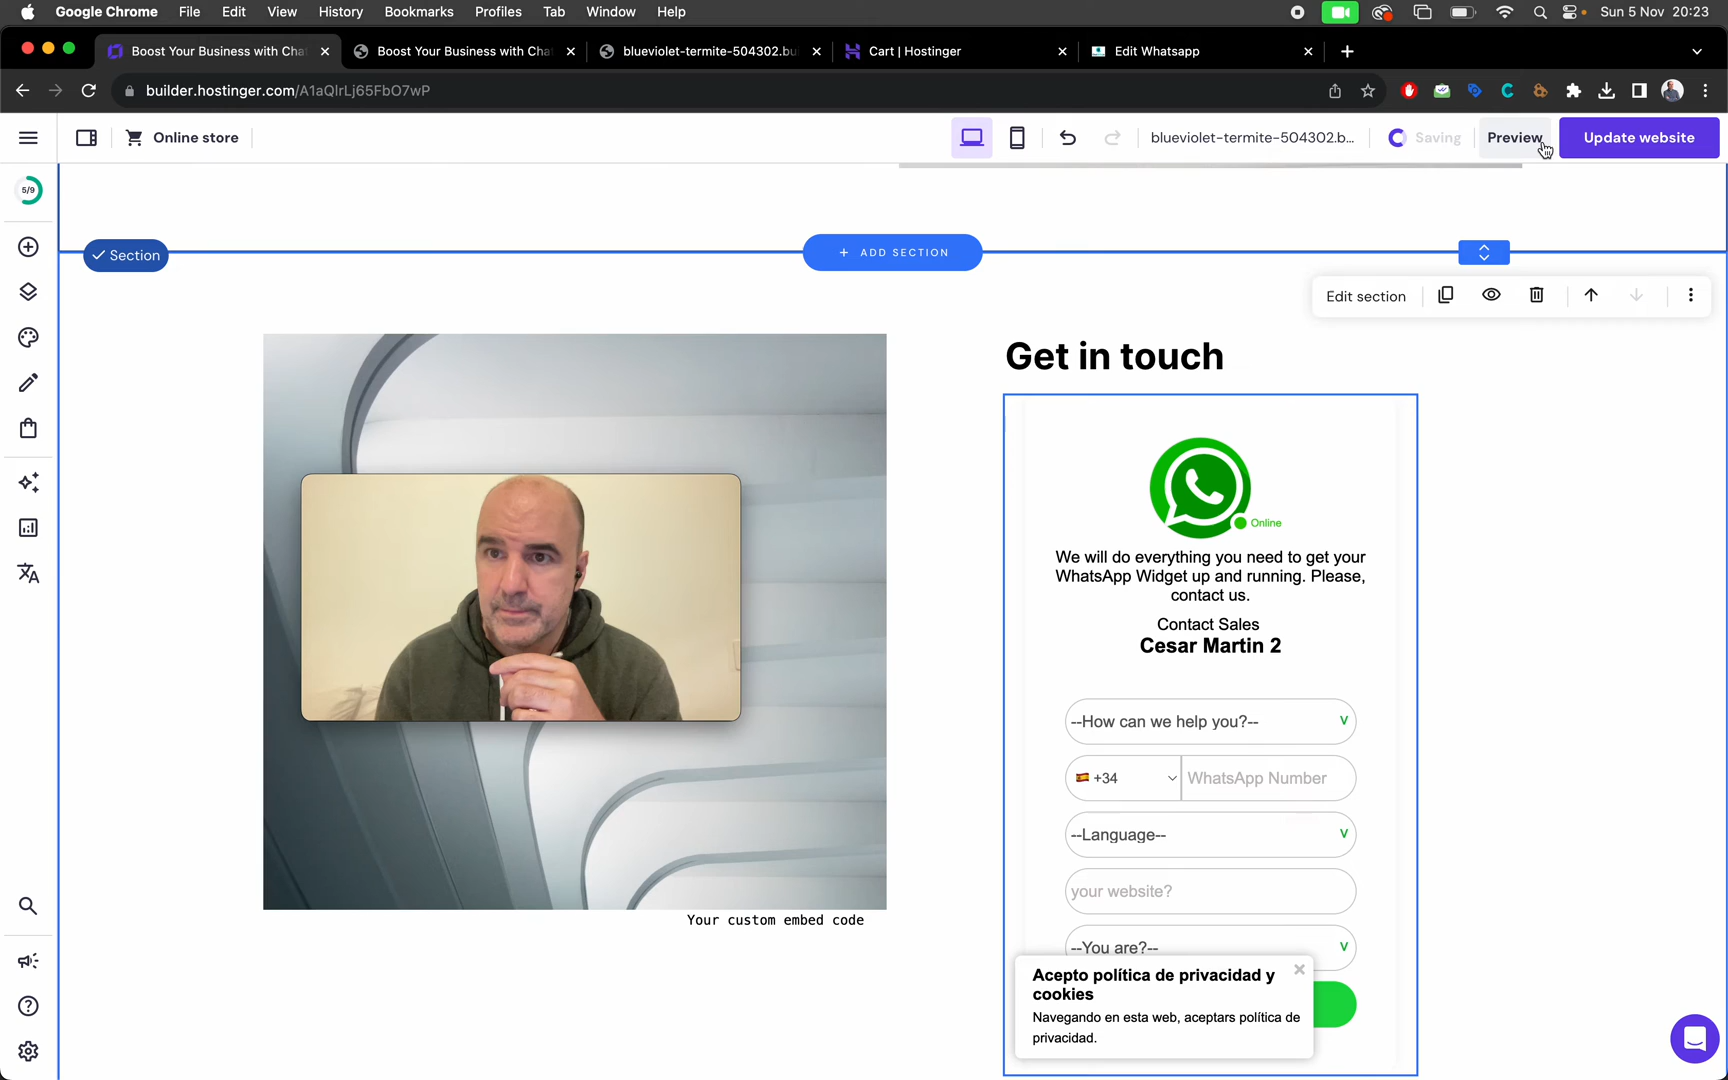 Google Chrome File Edit View History Bookmarks Profiles Tab Window Help Sun 5 Nov 20:23
Boost Your Business with Cha
Boost Your Business with Cha
blueviolet-termite-504302.bu
Cart | Hostinger
Edit Whatsapp
builder.hostinger.com/A1aQlrLj65FbO7wP
Online store
blueviolet-termite-504302.b...
Saving
Preview
Update website
5/9
Section
+ ADD SECTION
Edit section
Get in touch
Online
We will do everything you need to get your
WhatsApp Widget up and running. Please,
contact us.
Contact Sales
Cesar Martin 2
--How can we help you?-- V
+34
WhatsApp Number
--Language-- V
your website?
--You are?-- V
Your custom embed code
Acepto política de privacidad y
cookies
Navegando en esta web, aceptars política de
privacidad.